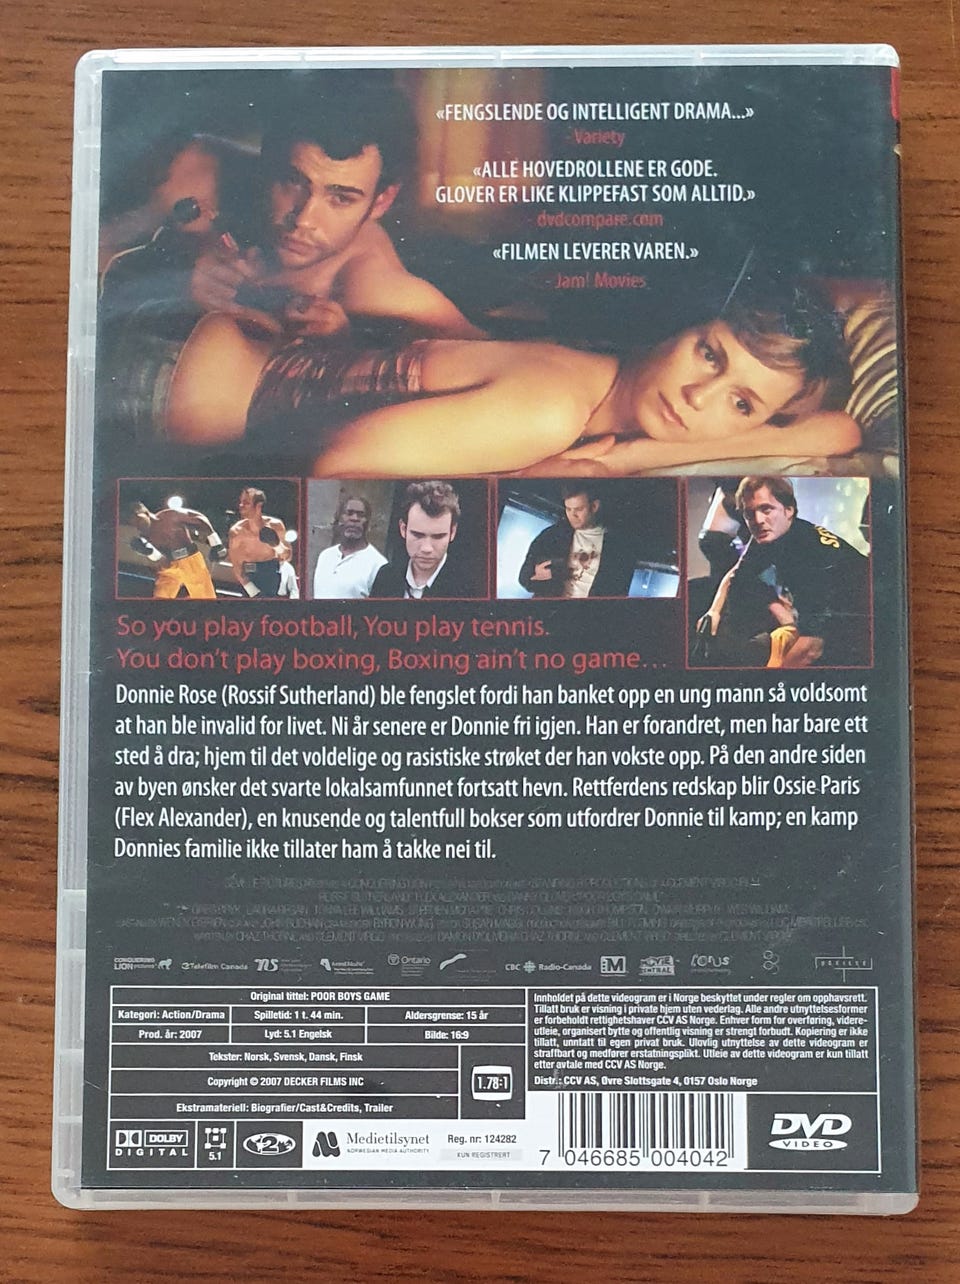 «FENGSLENDE OG INTELLIGENT DRAMA...»
- Variety
«ALLE HOVEDROLLENE ER GODE.
GLOVER ER LIKE KLIPPEFAST SOM ALLTID.»
- dvdcompare.com
«FILMEN LEVERER VAREN.»
- Jam! Movies
So you play football, You play tennis.
You don't play boxing, Boxing ain't no game...
Donnie Rose (Rossif Sutherland) ble fengslet fordi han banket opp en ung mann så voldsomt
at han ble invalid for livet. Ni år senere er Donnie fri igjen. Han er forandret, men har bare ett
sted å dra; hjem til det voldelige og rasistiske strøket der han vokste opp. På den andre siden
av byen ønsker det svarte lokalsamfunnet fortsatt hevn. Rettferdens redskap blir Ossie Paris
(Flex Alexander), en knusende og talentfull bokser som utfordrer Donnie til kamp; en kamp
Donnies familie ikke tillater ham å takke nei til.
CONQUERING LION pictures Telefilm Canada NS Ontario CBC Radio-Canada M MOVIE CENTRAL SEVILLE
Original tittel: POOR BOYS GAME
Kategori: Action/Drama Spilletid: 1 t. 44 min. Aldersgrense: 15 år
Prod. år: 2007 Lyd: 5.1 Engelsk Bilde: 16:9
Tekster: Norsk, Svensk, Dansk, Finsk
Copyright © 2007 DECKER FILMS INC
1.78:1
Ekstramateriell: Biografier/Cast&Credits, Trailer
Innholdet på dette videogram er i Norge beskyttet under regler om opphavsrett.
Tillatt bruk er visning i private hjem uten vederlag. Alle andre utnyttelsesformer
er forbeholdt rettighetshaver CCV AS Norge. Enhver form for overføring, videre-
utleie, organisert bytte og offentlig visning er strengt forbudt. Kopiering er ikke
tillatt, unntatt til egen privat bruk. Ulovlig utnyttelse av dette videogram er
straffbart og medfører erstatningsplikt. Utleie av dette videogram er kun tillatt
etter avtale med CCV AS Norge.
Distr.: CCV AS, Øvre Slottsgate 4, 0157 Oslo Norge
DOLBY
DIGITAL
5.1
2
Medietilsynet
NORWEGIAN MEDIA AUTHORITY
Reg. nr: 124282
KUN REGISTRERT
7 046685 004042
DVD
VIDEO